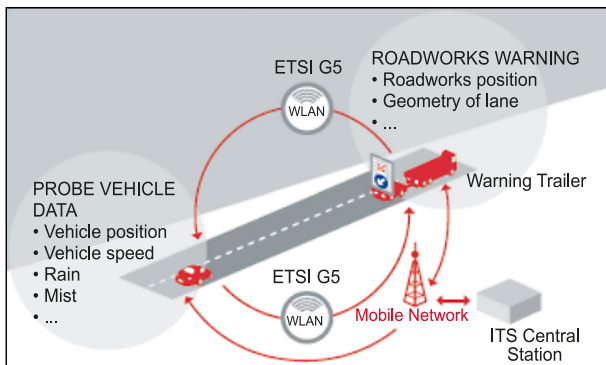 ROADWORKS WARNING
• Roadworks position
• Geometry of lane
• ...
ETSI G5
WLAN
Warning Trailer
PROBE VEHICLE
DATA
• Vehicle position
• Vehicle speed
• Rain
• Mist
• ...
ETSI G5
WLAN
Mobile Network
ITS Central
Station